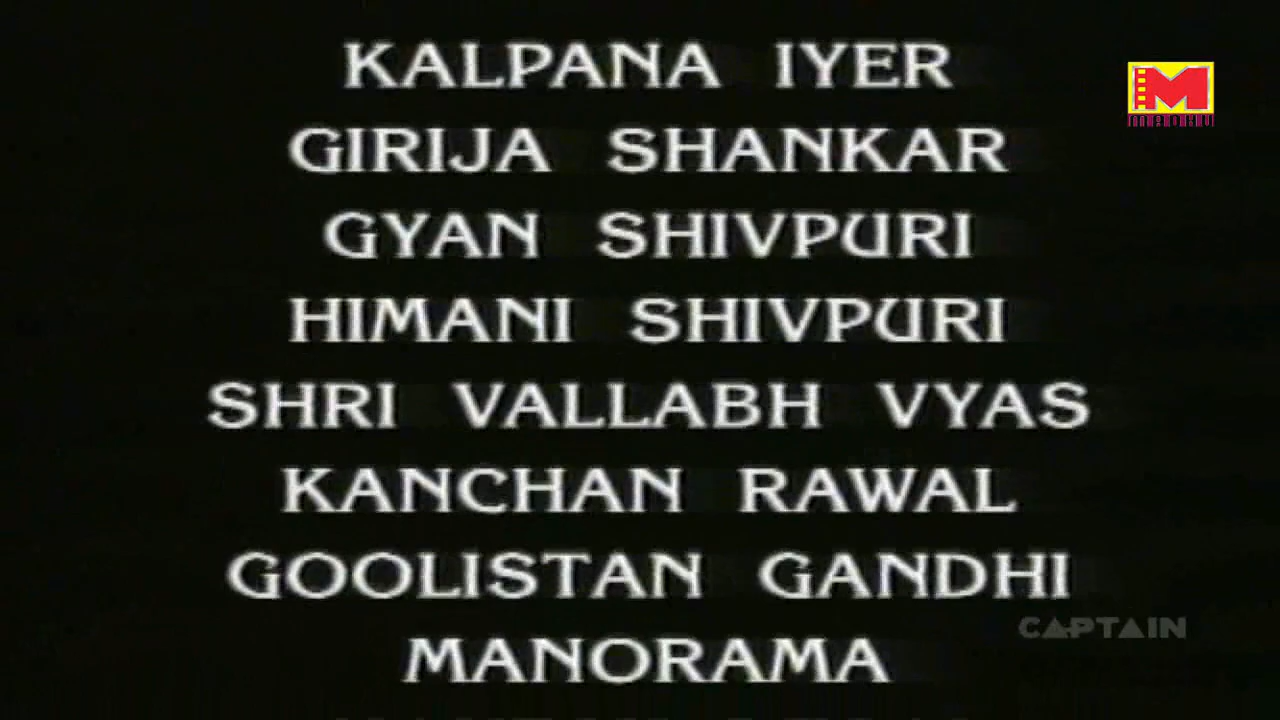 KALPANA IYER
GIRIJA SHANKAR
GYAN SHIVPURI
HIMANI SHIVPURI
SHRI VALLABH VYAS
KANCHAN RAWAL
GOOLISTAN GANDHI
MANORAMA
M
CAPTAIN